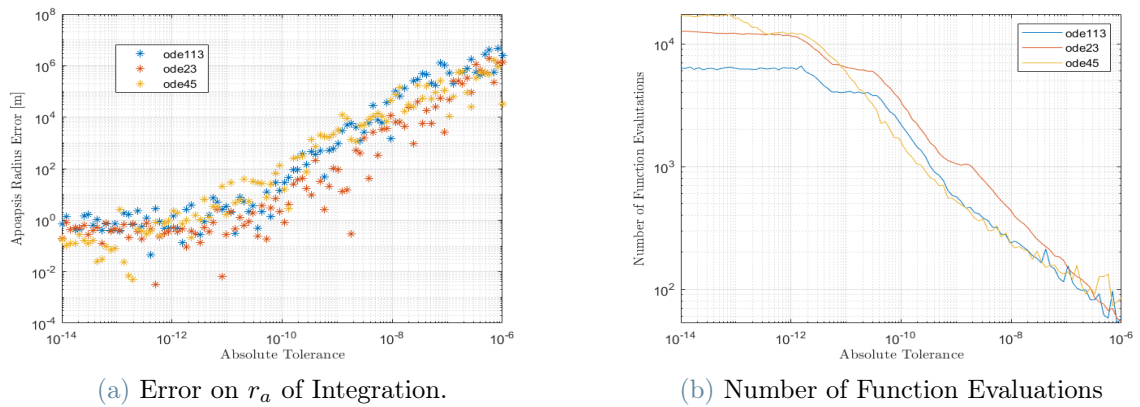 10^8
10^6
10^4
10^2
10^0
10^-2
10^-4
Apoapsis Radius Error [m]
ode113
ode23
ode45
10^-14 10^-12 10^-10 10^-8 10^-6
Absolute Tolerance
(a) Error on r_a of Integration.
10^4
10^3
10^2
Number of Function Evalutations
ode113
ode23
ode45
10^-14 10^-12 10^-10 10^-8 10^-6
Absolute Tolerance
(b) Number of Function Evaluations